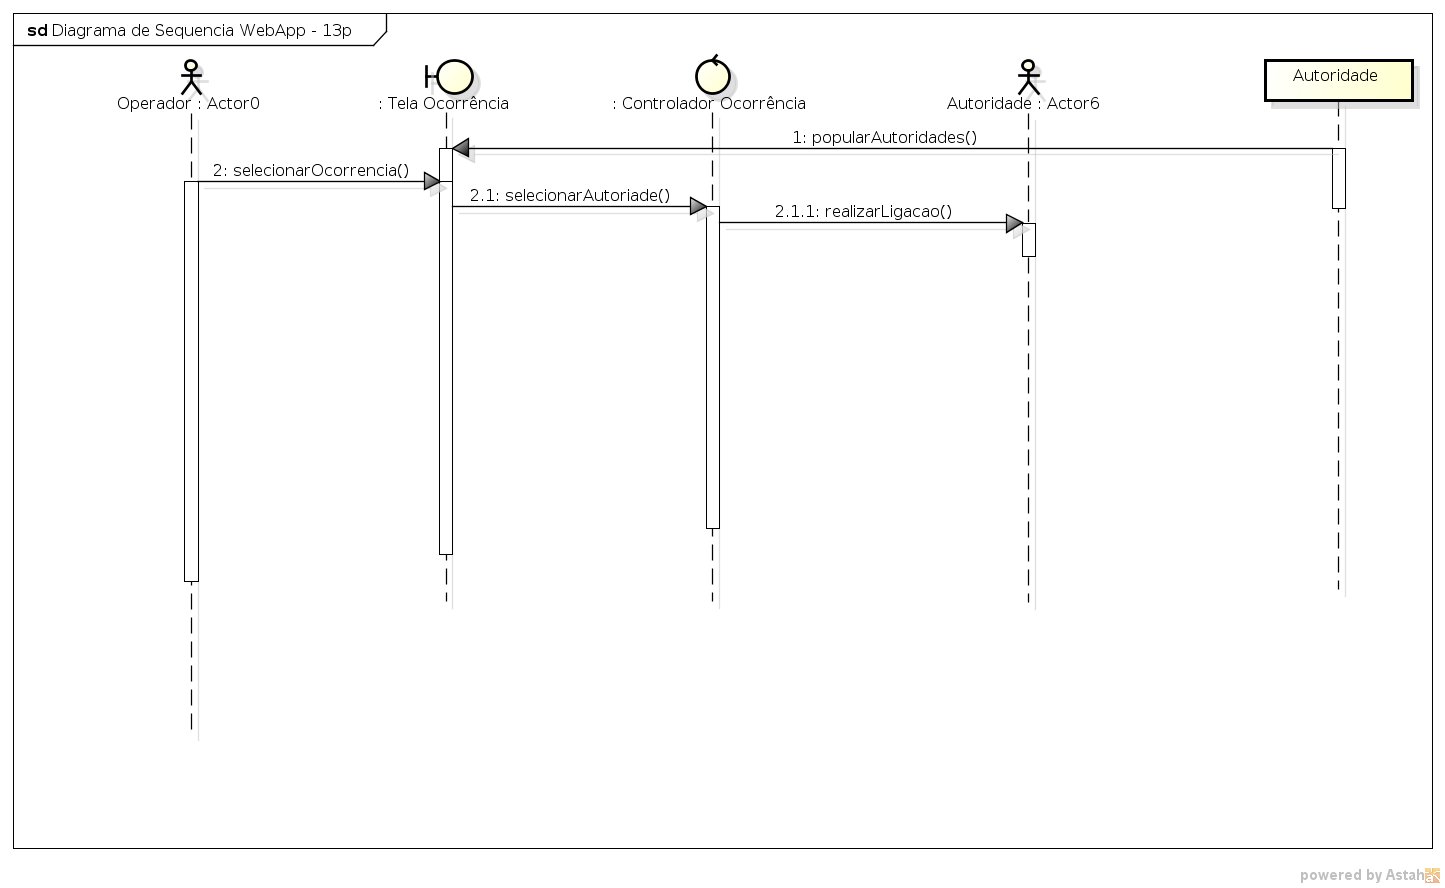 sd Diagrama de Sequencia WebApp - 13p
Operador : Actor0
: Tela Ocorrência
: Controlador Ocorrência
Autoridade : Actor6
Autoridade
1: popularAutoridades()
2: selecionarOcorrencia()
2.1: selecionarAutoriade()
2.1.1: realizarLigacao()
powered by Astah